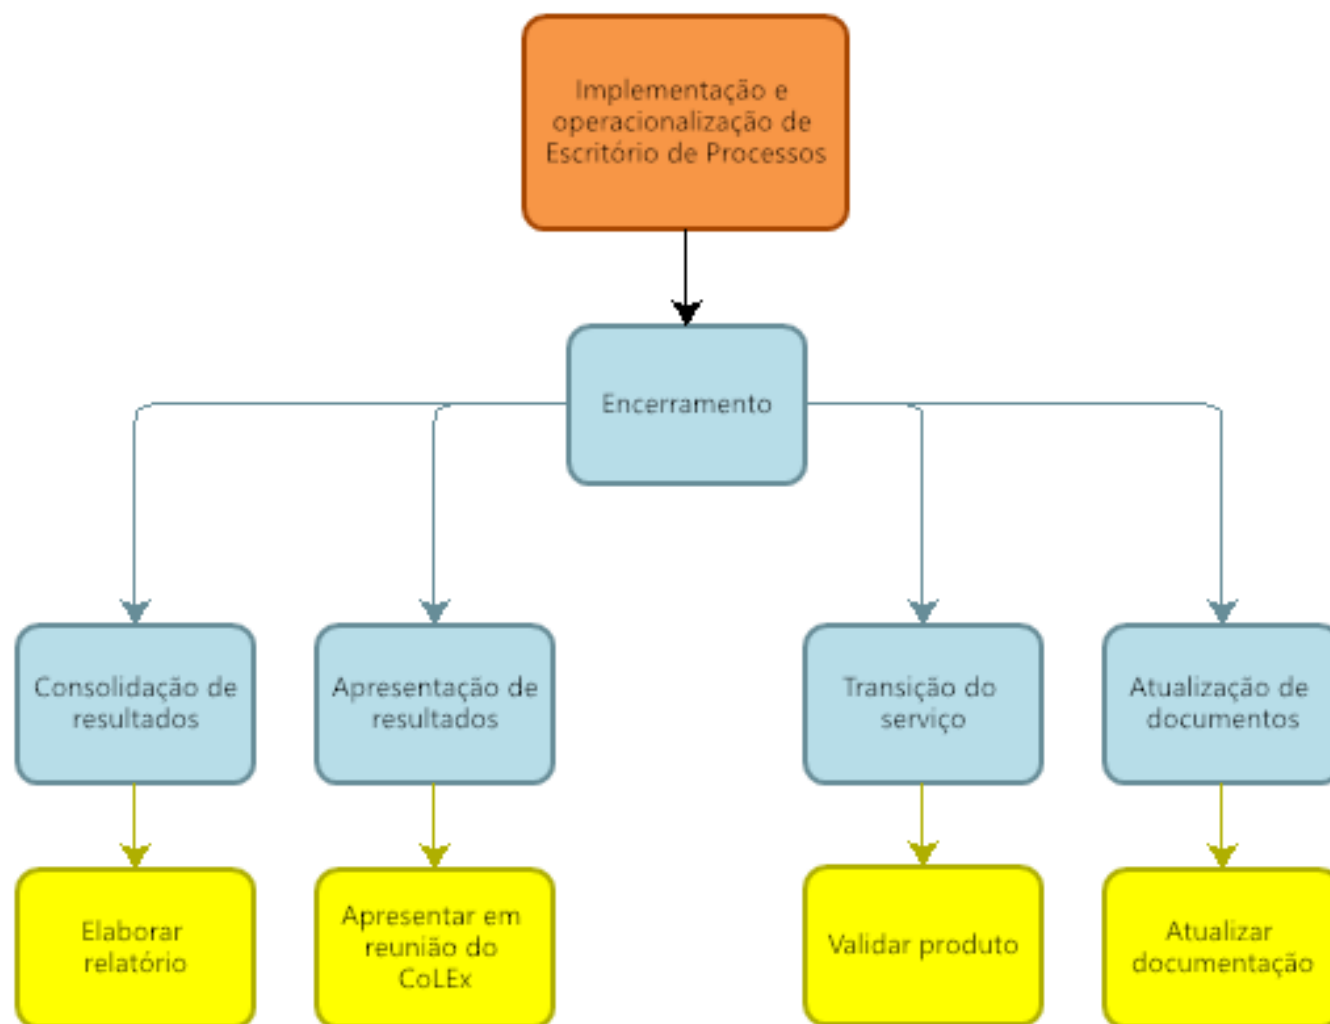 Implementação e
operacionalização de
Escritório de Processos
Encerramento
Consolidação de
resultados
Apresentação de
resultados
Transição do
serviço
Atualização de
documentos
Elaborar
relatório
Apresentar em
reunião do
CoLEx
Validar produto
Atualizar
documentação